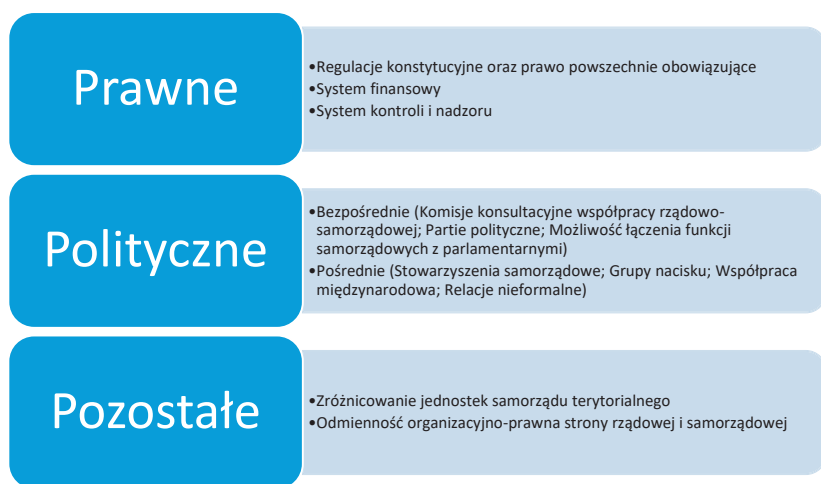 Prawne
•Regulacje konstytucyjne oraz prawo powszechnie obowiązujące
•System finansowy
•System kontroli i nadzoru
Polityczne
•Bezpośrednie (Komisje konsultacyjne współpracy rządowo-
samorządowej; Partie polityczne; Możliwość łączenia funkcji
samorządowych z parlamentarnymi)
•Pośrednie (Stowarzyszenia samorządowe; Grupy nacisku; Współpraca
międzynarodowa; Relacje nieformalne)
Pozostałe
•Zróżnicowanie jednostek samorządu terytorialnego
•Odmienność organizacyjno-prawna strony rządowej i samorządowej